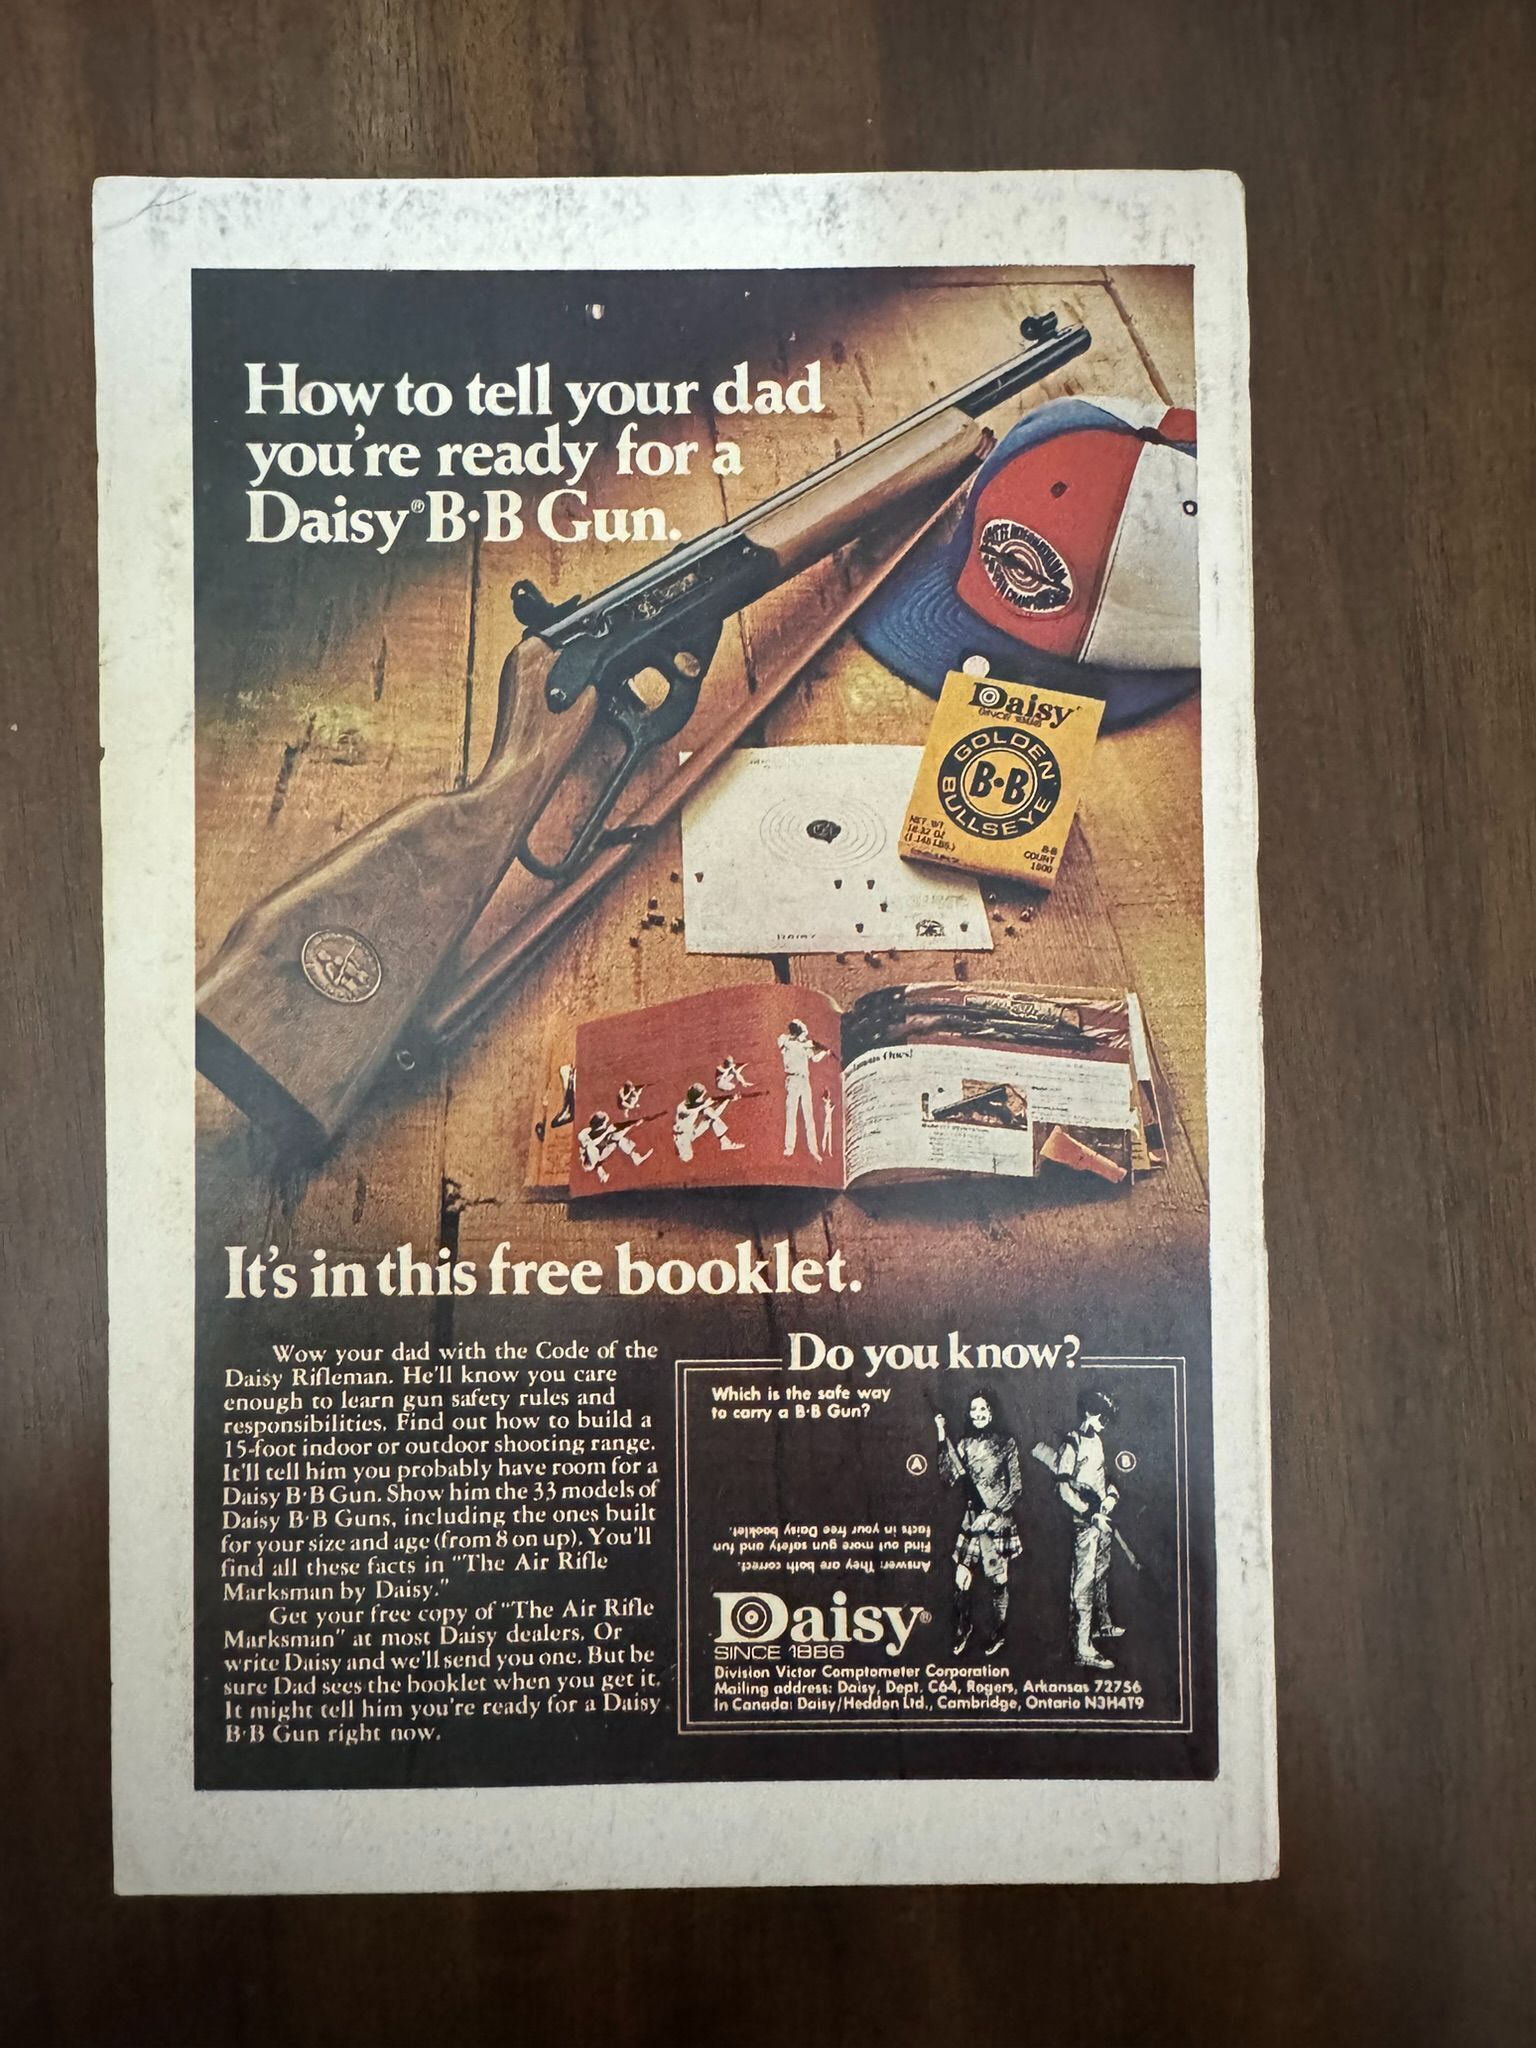 How to tell your dad
you're ready for a
Daisy® B·B Gun.
Daisy
SINCE 1886
GOLDEN
B·B
BULLSEYE
NET WT
(1.145 LBS.)
B·B
COUNT
1800
DAISY
It's in this free booklet.
Wow your dad with the Code of the
Daisy Rifleman. He'll know you care
enough to learn gun safety rules and
responsibilities. Find out how to build a
15-foot indoor or outdoor shooting range.
It'll tell him you probably have room for a
Daisy B·B Gun. Show him the 33 models of
Daisy B·B Guns, including the ones built
for your size and age (from 8 on up). You'll
find all these facts in "The Air Rifle
Marksman by Daisy."
Get your free copy of "The Air Rifle
Marksman" at most Daisy dealers. Or
write Daisy and we'll send you one. But be
sure Dad sees the booklet when you get it.
It might tell him you're ready for a Daisy
B·B Gun right now.
Do you know?
Which is the safe way
to carry a B·B Gun?
A
B
Answer: They are both correct.
Find out more gun safety and fun
facts in your free Daisy booklet.
Daisy®
SINCE 1886
Division Victor Comptometer Corporation
Mailing address: Daisy, Dept. C64, Rogers, Arkansas 72756
In Canada: Daisy/Heddon Ltd., Cambridge, Ontario N3H4T9